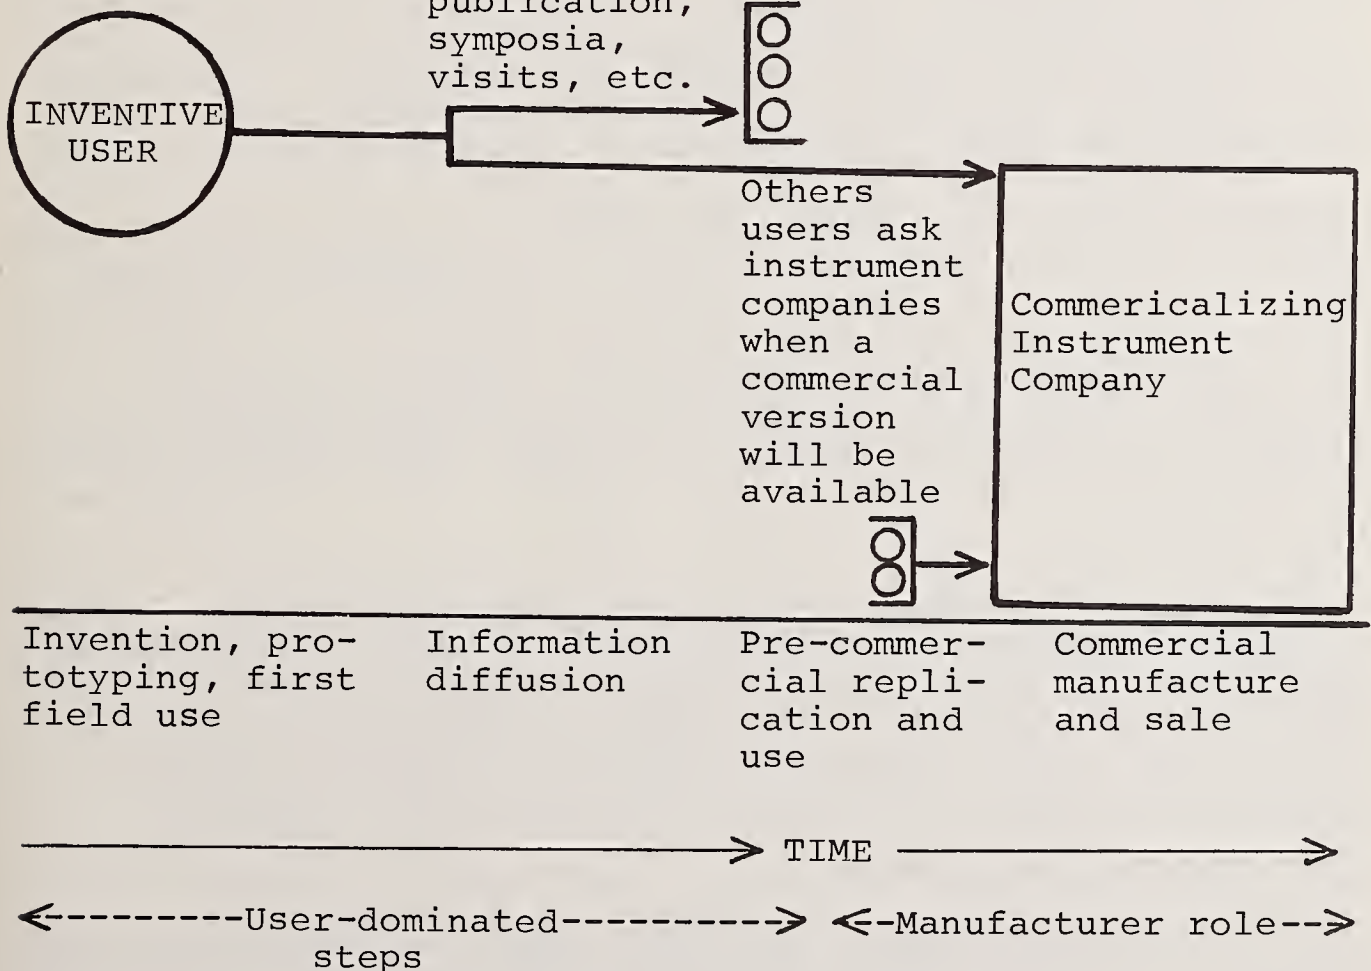 publication,
symposia,
visits, etc.
INVENTIVE
USER
Others
users ask
instrument
companies
when a
commercial
version
will be
available
Commericalizing
Instrument
Company
Invention, pro-
totyping, first
field use
Information
diffusion
Pre-commer-
cial repli-
cation and
use
Commercial
manufacture
and sale
TIME
User-dominated
steps
Manufacturer role